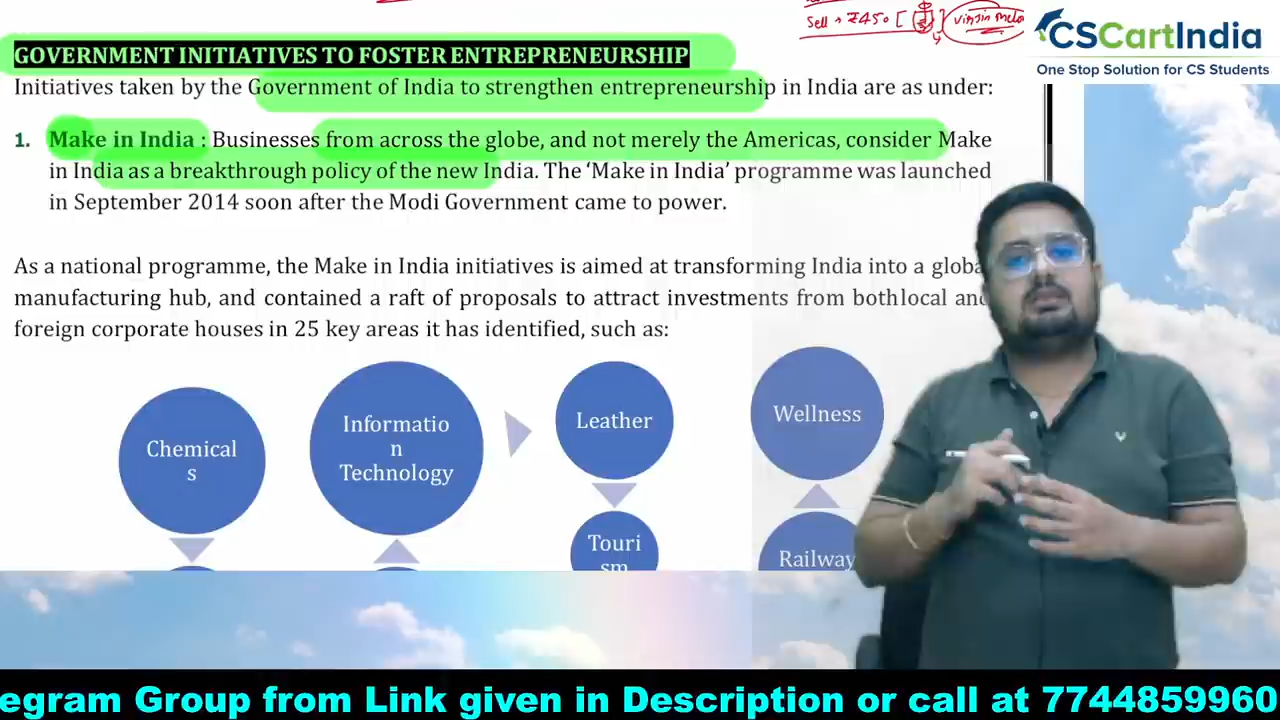 Sell → ₹450 [
CSCartIndia
One Stop Solution for CS Students
GOVERNMENT INITIATIVES TO FOSTER ENTREPRENEURSHIP
Initiatives taken by the Government of India to strengthen entrepreneurship in India are as under:
1. Make in India : Businesses from across the globe, and not merely the Americas, consider Make
in India as a breakthrough policy of the new India. The ‘Make in India’ programme was launched
in September 2014 soon after the Modi Government came to power.
As a national programme, the Make in India initiatives is aimed at transforming India into a globa
manufacturing hub, and contained a raft of proposals to attract investments from bothlocal and
foreign corporate houses in 25 key areas it has identified, such as:
Chemical
s
Informatio
n
Technology
Leather
Wellness
Touri
sm
Railway
egram Group from Link given in Description or call at 7744859960